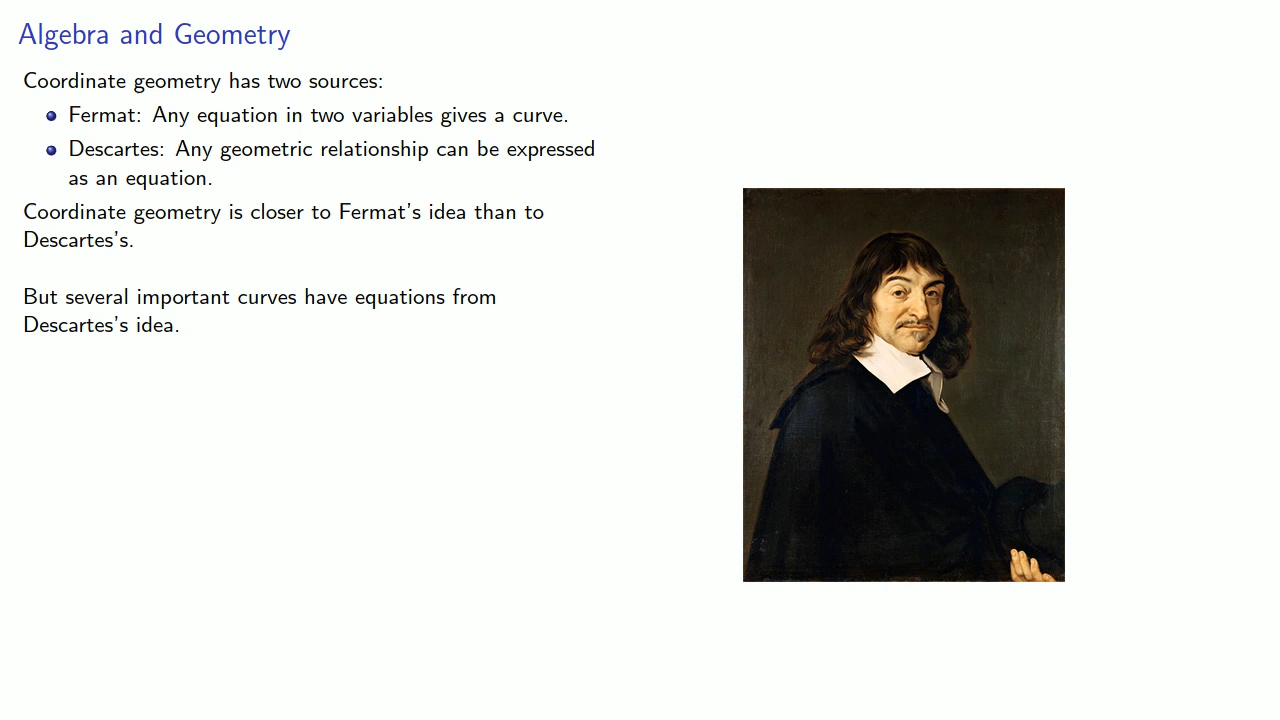 Algebra and Geometry
Coordinate geometry has two sources:
Fermat: Any equation in two variables gives a curve.
Descartes: Any geometric relationship can be expressed
as an equation.
Coordinate geometry is closer to Fermat's idea than to
Descartes's.
But several important curves have equations from
Descartes's idea.